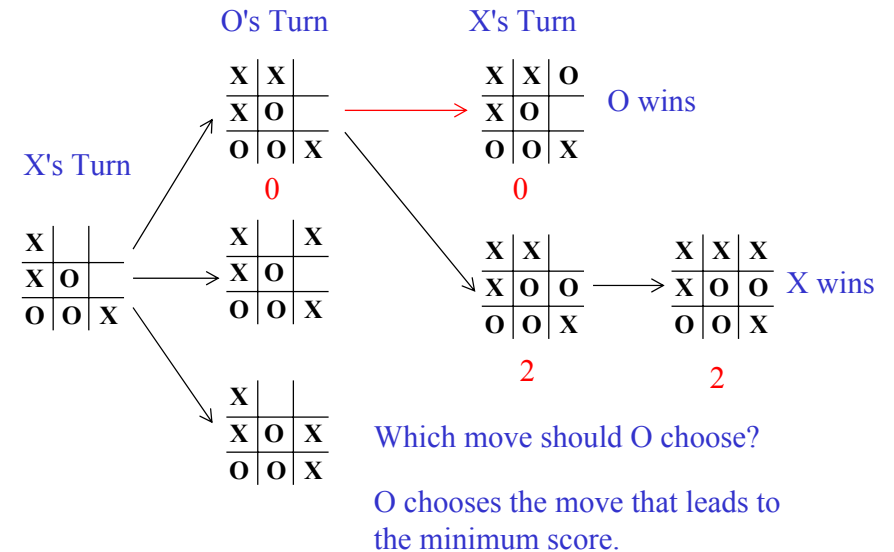 O's Turn
X's Turn
X X
X O
O O X
0
X X O
X O
O O X
0
O wins
X's Turn
X
X O
O O X
X X
X O
O O X
X X
X O O
O O X
2
X X X
X O O
O O X
2
X wins
X
X O X
O O X
Which move should O choose?
O chooses the move that leads to
the minimum score.